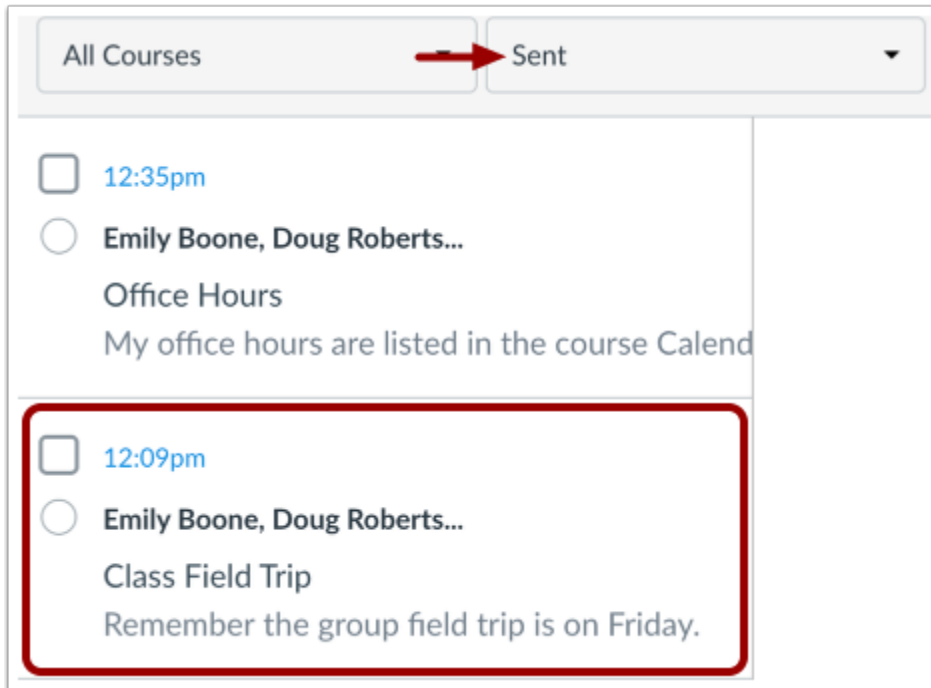 All Courses
Sent
12:35pm
Emily Boone, Doug Roberts...
Office Hours
My office hours are listed in the course Calend
12:09pm
Emily Boone, Doug Roberts...
Class Field Trip
Remember the group field trip is on Friday.